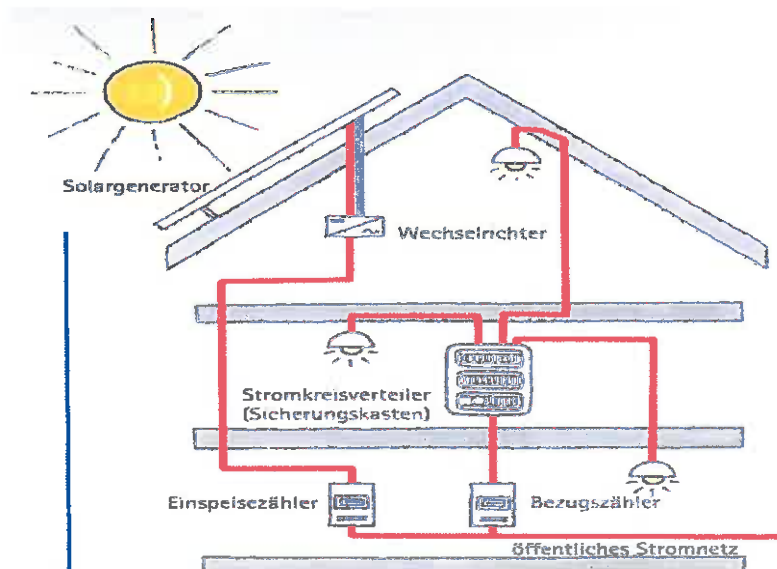 Solargenerator
Wechselrichter
Stromkreisverteiler
(Sicherungskasten)
Einspeisezähler
Bezugszähler
öffentliches Stromnetz